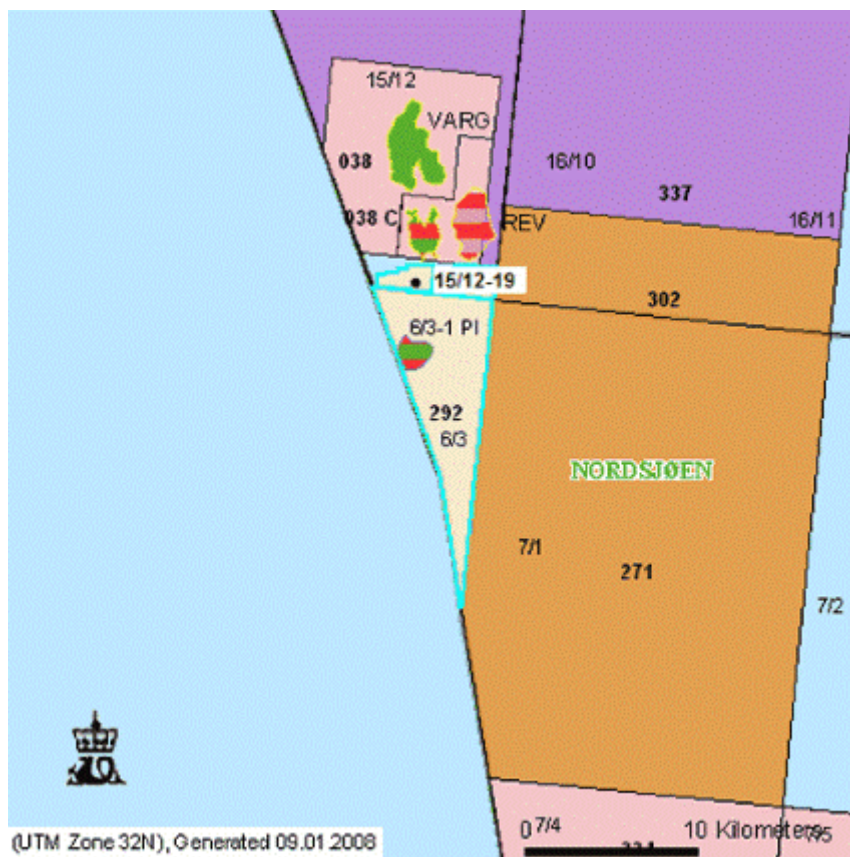 15/12
VARG
038
16/10
337
038 C
REV
16/11
15/12-19
302
6/3-1 PI
292
6/3
NORDSJØEN
7/1
271
7/2
(UTM Zone 32N), Generated 09.01.2008
0
7/4
10 Kilometers